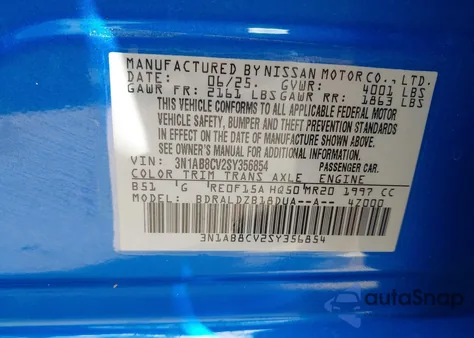 MANUFACTURED BY NISSAN MOTOR CO., LTD.
DATE: 06/25 GVWR: 4001 LBS
GAWR FR: 2161 LBS GAWR RR: 1863 LBS
THIS VEHICLE CONFORMS TO ALL APPLICABLE FEDERAL MOTOR
VEHICLE SAFETY, BUMPER AND THEFT PREVENTION STANDARDS
IN EFFECT ON THE DATE OF MANUFACTURE SHOWN ABOVE.
SEE OWNER'S MANUAL FOR FURTHER INFORMATION.
VIN: 3N1AB8CV2SY356854 PASSENGER CAR.
COLOR TRIM TRANS AXLE ENGINE
B51 G RE0F15A HQ50 MR20 1997 CC
MODEL: BDRALDZB18DUA--A-- 47000
3N1AB8CV2SY356854
autoSnap